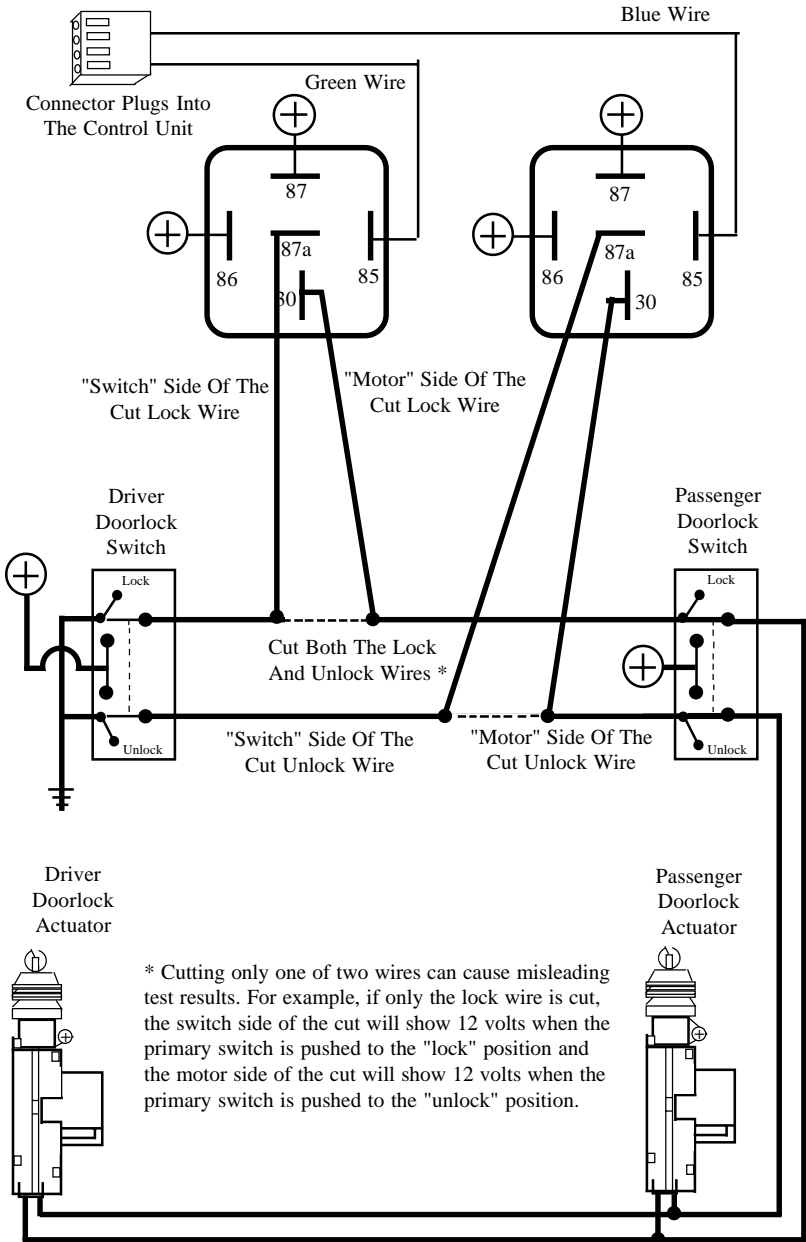 Blue Wire
Green Wire
Connector Plugs Into
The Control Unit
87
87
87a
87a
86
85
86
85
30
30
"Switch" Side Of The
Cut Lock Wire
"Motor" Side Of The
Cut Lock Wire
Driver
Doorlock
Switch
Passenger
Doorlock
Switch
Lock
Lock
Cut Both The Lock
And Unlock Wires *
Unlock
Unlock
"Switch" Side Of The
Cut Unlock Wire
"Motor" Side Of The
Cut Unlock Wire
Driver
Doorlock
Actuator
Passenger
Doorlock
Actuator
* Cutting only one of two wires can cause misleading
test results. For example, if only the lock wire is cut,
the switch side of the cut will show 12 volts when the
primary switch is pushed to the "lock" position and
the motor side of the cut will show 12 volts when the
primary switch is pushed to the "unlock" position.